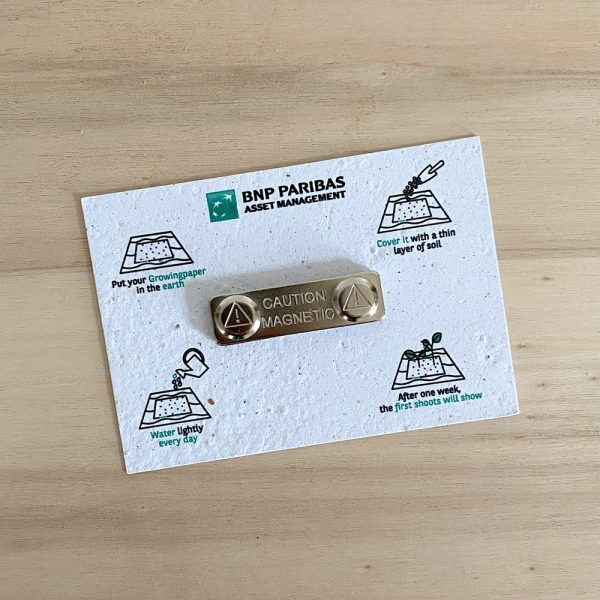 BNP PARIBAS
ASSET MANAGEMENT
Put your Growingpaper
in the earth
Cover it with a thin
layer of soil
CAUTION
MAGNETIC
Water lightly
every day
After one week,
the first shoots will show